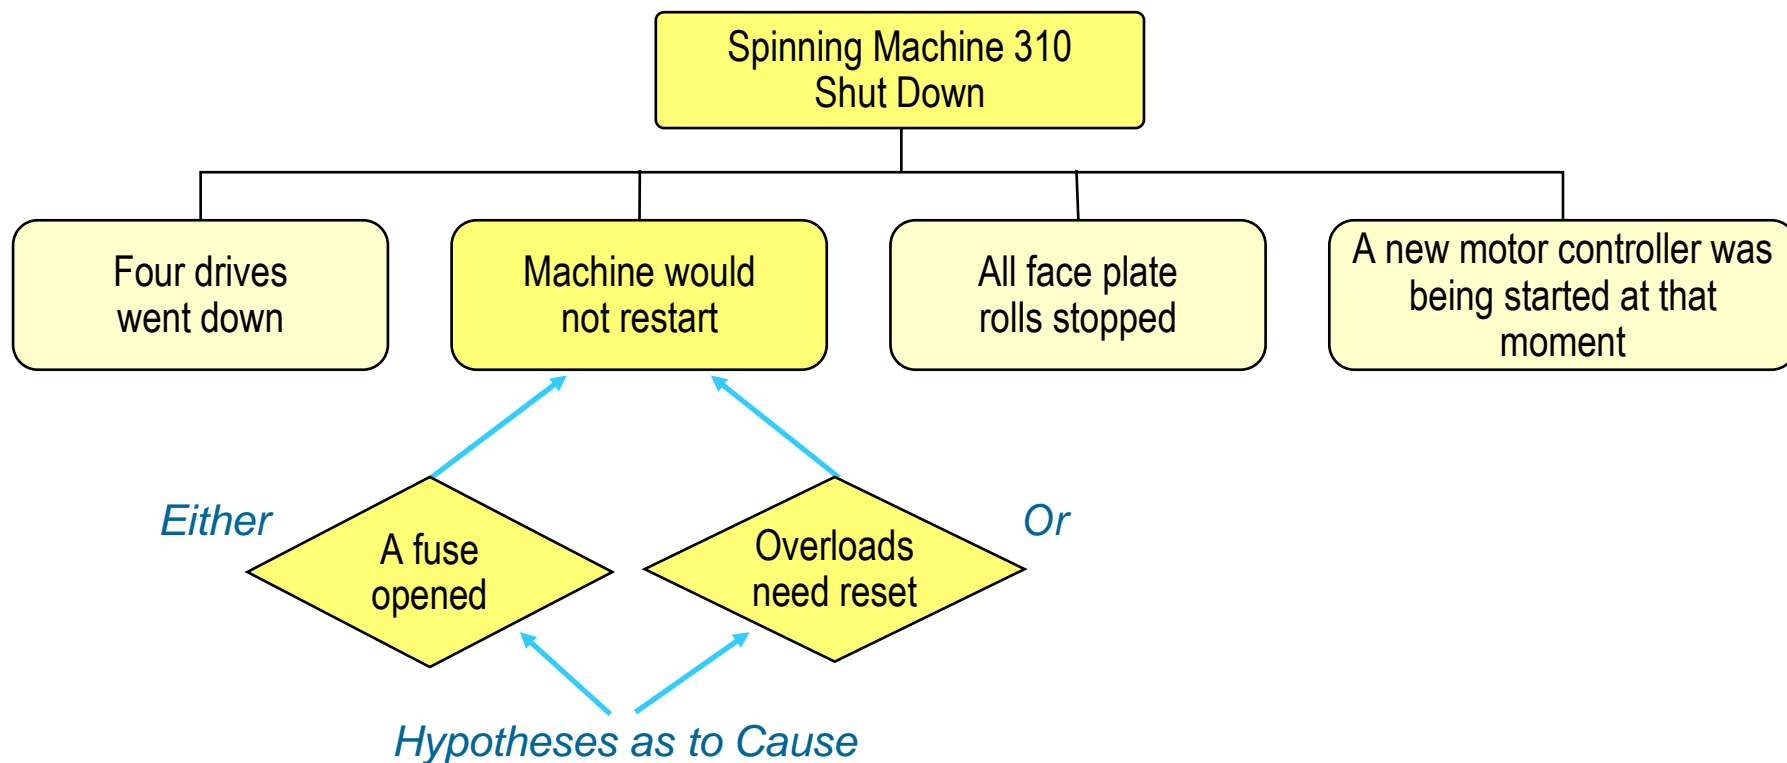 Spinning Machine 310
Shut Down
Four drives
went down
Machine would
not restart
All face plate
rolls stopped
A new motor controller was
being started at that
moment
Either
A fuse
opened
Overloads
need reset
Or
Hypotheses as to Cause